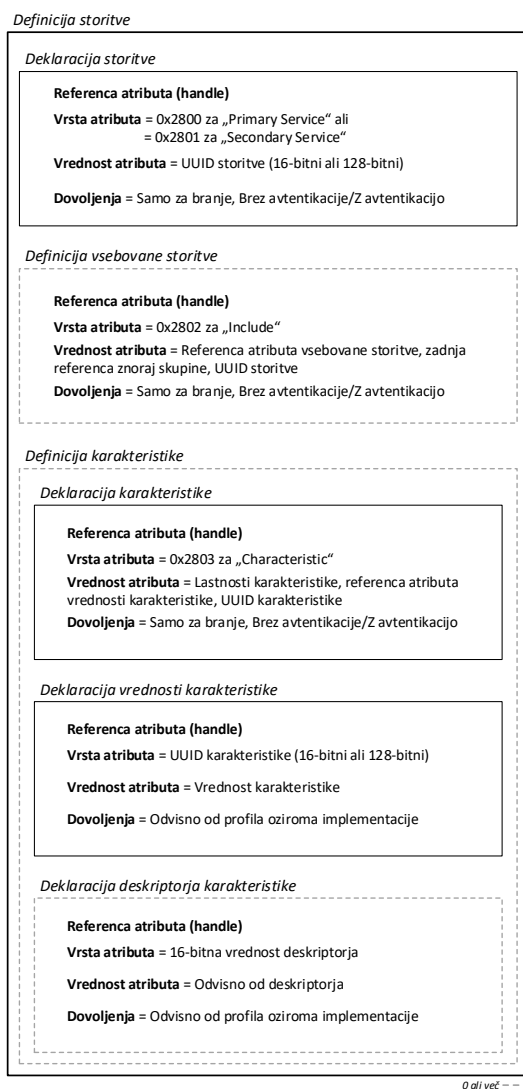 Definicija storitve
Deklaracija storitve
Referenca atributa (handle)
Vrsta atributa = 0x2800 za „Primary Service“ ali
= 0x2801 za „Secondary Service“
Vrednost atributa = UUID storitve (16-bitni ali 128-bitni)
Dovoljenja = Samo za branje, Brez avtentikacije/Z avtentikacijo
Definicija vsebovane storitve
Referenca atributa (handle)
Vrsta atributa = 0x2802 za „Include“
Vrednost atributa = Referenca atributa vsebovane storitve, zadnja
referenca znoraj skupine, UUID storitve
Dovoljenja = Samo za branje, Brez avtentikacije/Z avtentikacijo
Definicija karakteristike
Deklaracija karakteristike
Referenca atributa (handle)
Vrsta atributa = 0x2803 za „Characteristic“
Vrednost atributa = Lastnosti karakteristike, referenca atributa
vrednosti karakteristike, UUID karakteristike
Dovoljenja = Samo za branje, Brez avtentikacije/Z avtentikacijo
Deklaracija vrednosti karakteristike
Referenca atributa (handle)
Vrsta atributa = UUID karakteristike (16-bitni ali 128-bitni)
Vrednost atributa = Vrednost karakteristike
Dovoljenja = Odvisno od profila oziroma implementacije
Deklaracija deskriptorja karakteristike
Referenca atributa (handle)
Vrsta atributa = 16-bitna vrednost deskriptorja
Vrednost atributa = Odvisno od deskriptorja
Dovoljenja = Odvisno od profila oziroma implementacije
0 ali več